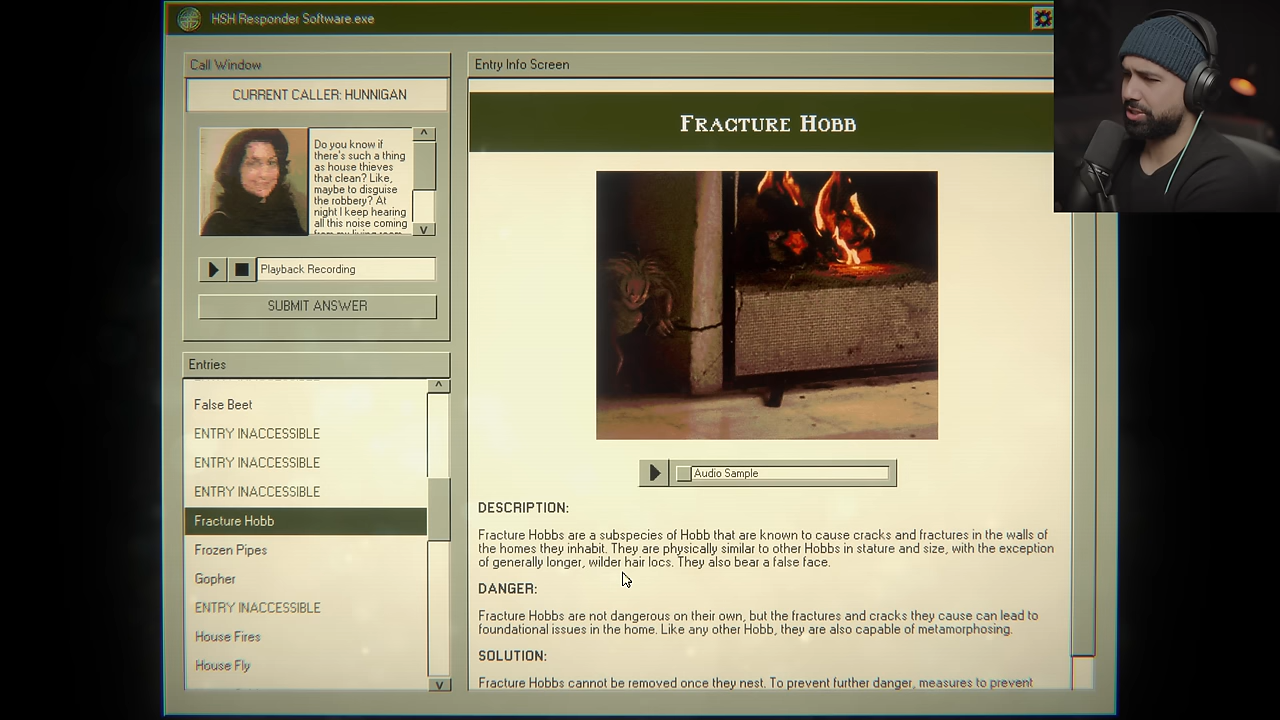 HSH Responder Software.exe
Call Window
CURRENT CALLER: HUNNIGAN
Do you know if
there's such a thing
as house thieves
that clean? Like,
maybe to disguise
the robbery? At
night I keep hearing
all this noise coming
Playback Recording
SUBMIT ANSWER
Entries
False Beet
ENTRY INACCESSIBLE
ENTRY INACCESSIBLE
ENTRY INACCESSIBLE
Fracture Hobb
Frozen Pipes
Gopher
ENTRY INACCESSIBLE
House Fires
House Fly
Entry Info Screen
Fracture Hobb
Audio Sample
DESCRIPTION:
Fracture Hobbs are a subspecies of Hobb that are known to cause cracks and fractures in the walls of
the homes they inhabit. They are physically similar to other Hobbs in stature and size, with the exception
of generally longer, wilder hair locs. They also bear a false face.
DANGER:
Fracture Hobbs are not dangerous on their own, but the fractures and cracks they cause can lead to
foundational issues in the home. Like any other Hobb, they are also capable of metamorphosing.
SOLUTION:
Fracture Hobbs cannot be removed once they nest. To prevent further danger, measures to prevent